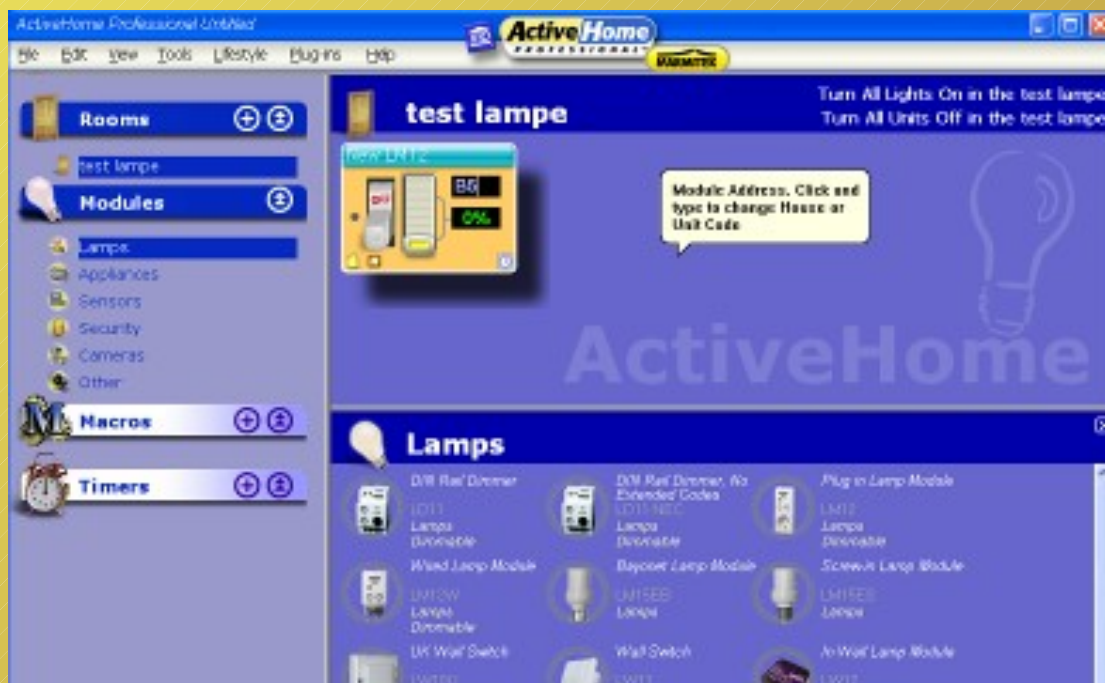 ActiveHome Professional Untitled
ActiveHome
PROFESSIONAL
MARMITEK
File Edit View Tools Lifestyle Plug-ins Help
Rooms
test lampe
Modules
Lamps
Appliances
Sensors
Security
Cameras
Other
Macros
Timers
test lampe
Turn All Lights On in the test lampe
Turn All Units Off in the test lampe
New LM12
OFF
0%
Module Address. Click and
type to change House or
Unit Code
ActiveHome
Lamps
DIN Rail Dimmer
LD11
Lamps
Dimmable
DIN Rail Dimmer, No
Extended Codes
LD11-NEC
Lamps
Dimmable
Plug in Lamp Module
LM12
Lamps
Dimmable
Wired Lamp Module
LM12W
Lamps
Dimmable
Bayonet Lamp Module
LM15EB
Lamps
Screw-in Lamp Module
LM15ES
Lamps
UK Wall Switch
Wall Switch
In-Wall Lamp Module